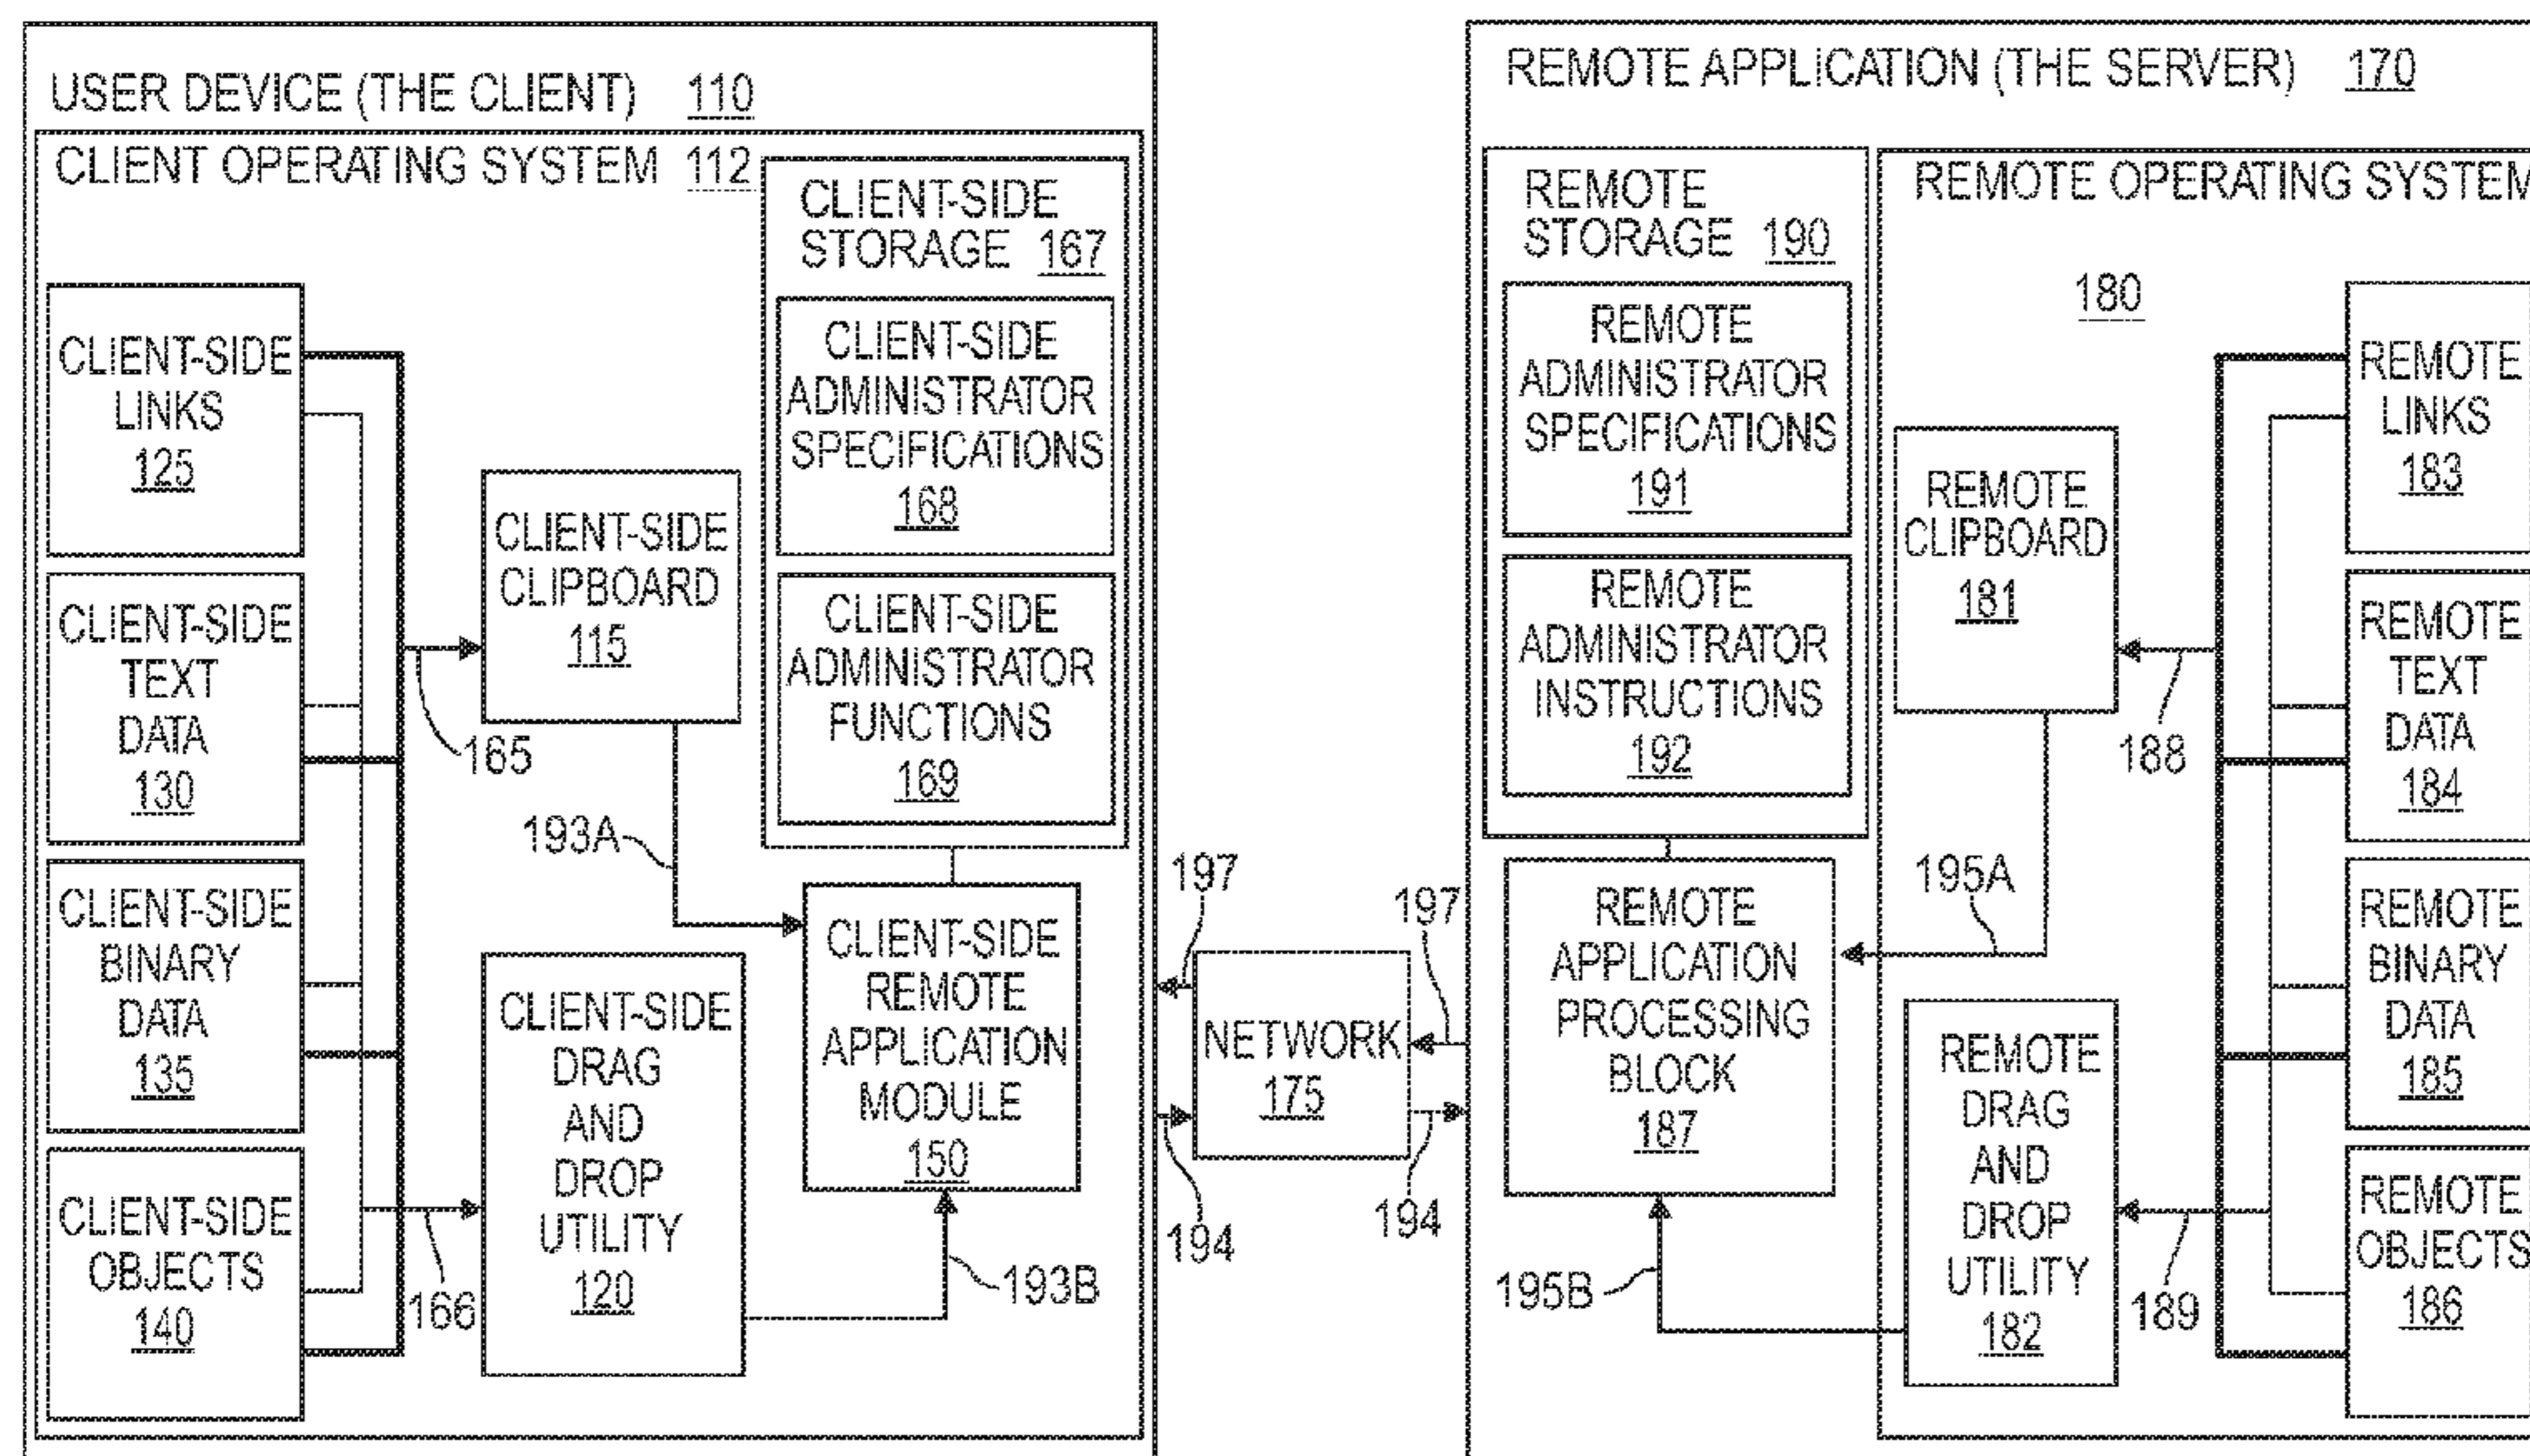 USER DEVICE (THE CLIENT) 110
CLIENT OPERATING SYSTEM 112
CLIENT-SIDE
LINKS
125
CLIENT-SIDE
TEXT
DATA
130
CLIENT-SIDE
BINARY
DATA
135
CLIENT-SIDE
OBJECTS
140
165
166
CLIENT-SIDE
CLIPBOARD
115
193A
CLIENT-SIDE
DRAG
AND
DROP
UTILITY
120
CLIENT-SIDE
STORAGE 167
CLIENT-SIDE
ADMINISTRATOR
SPECIFICATIONS
168
CLIENT-SIDE
ADMINISTRATOR
FUNCTIONS
169
CLIENT-SIDE
REMOTE
APPLICATION
MODULE
150
193B
197
194
NETWORK
175
197
194
REMOTE APPLICATION (THE SERVER) 170
REMOTE
STORAGE 190
REMOTE
ADMINISTRATOR
SPECIFICATIONS
191
REMOTE
ADMINISTRATOR
INSTRUCTIONS
192
REMOTE
APPLICATION
PROCESSING
BLOCK
187
195B
REMOTE OPERATING SYSTEM
180
REMOTE
CLIPBOARD
181
188
195A
REMOTE
DRAG
AND
DROP
UTILITY
182
189
REMOTE
LINKS
183
REMOTE
TEXT
DATA
184
REMOTE
BINARY
DATA
185
REMOTE
OBJECTS
186